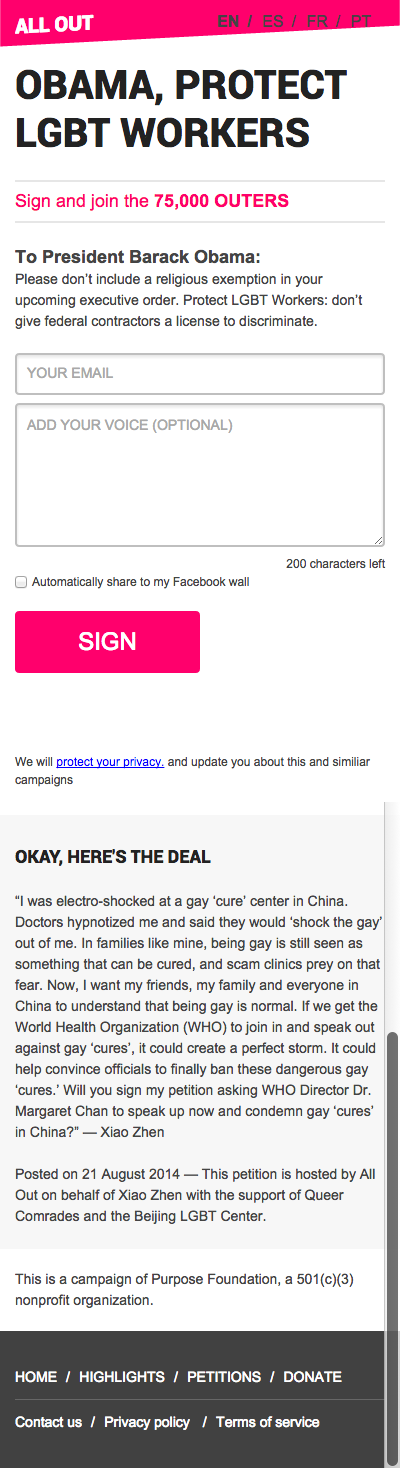 ALL OUT
EN / ES / FR / PT
OBAMA, PROTECT
LGBT WORKERS
Sign and join the 75,000 OUTERS
To President Barack Obama:
Please don’t include a religious exemption in your
upcoming executive order. Protect LGBT Workers: don’t
give federal contractors a license to discriminate.
YOUR EMAIL
ADD YOUR VOICE (OPTIONAL)
200 characters left
Automatically share to my Facebook wall
SIGN
We will protect your privacy. and update you about this and similiar
campaigns
OKAY, HERE'S THE DEAL
“I was electro-shocked at a gay ‘cure’ center in China.
Doctors hypnotized me and said they would ‘shock the gay’
out of me. In families like mine, being gay is still seen as
something that can be cured, and scam clinics prey on that
fear. Now, I want my friends, my family and everyone in
China to understand that being gay is normal. If we get the
World Health Organization (WHO) to join in and speak out
against gay ‘cures’, it could create a perfect storm. It could
help convince officials to finally ban these dangerous gay
‘cures.’ Will you sign my petition asking WHO Director Dr.
Margaret Chan to speak up now and condemn gay ‘cures’
in China?” — Xiao Zhen
Posted on 21 August 2014 — This petition is hosted by All
Out on behalf of Xiao Zhen with the support of Queer
Comrades and the Beijing LGBT Center.
This is a campaign of Purpose Foundation, a 501(c)(3)
nonprofit organization.
HOME / HIGHLIGHTS / PETITIONS / DONATE
Contact us / Privacy policy / Terms of service